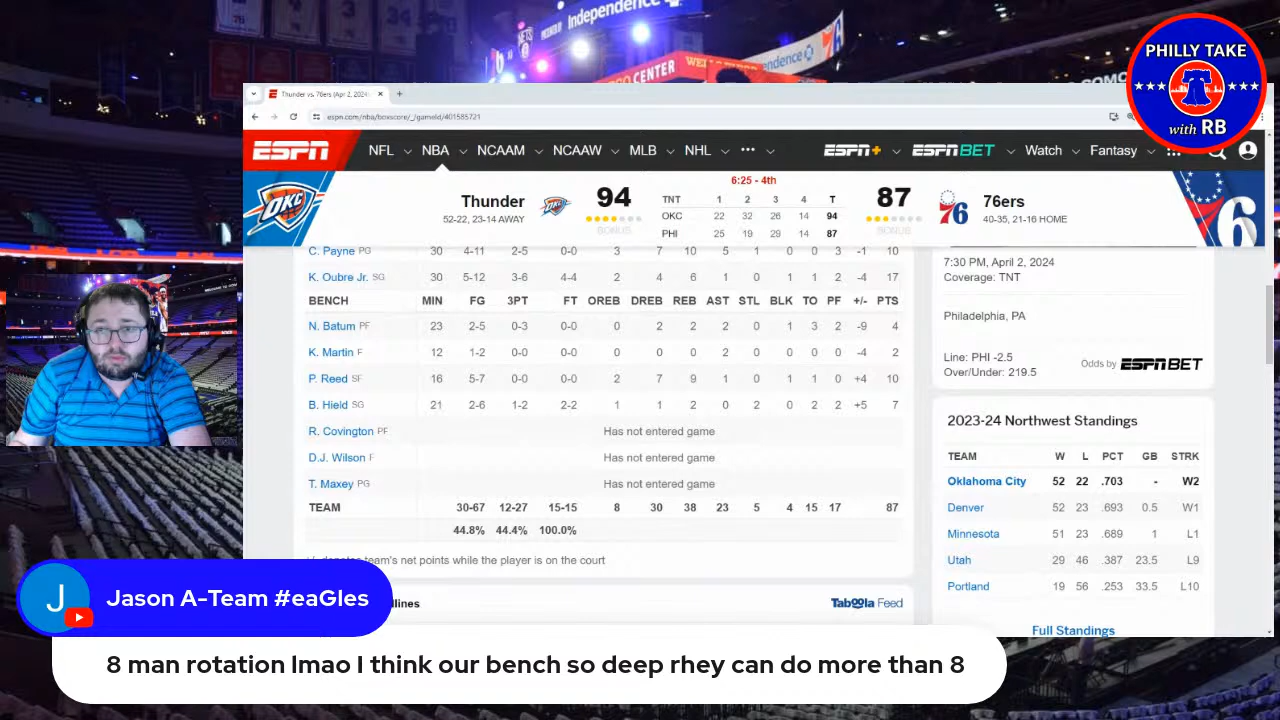 Independence
PHILLY TAKE
with RB
Thunder vs. 76ers (Apr 2, 2024)
espn.com/nba/boxscore/_/gameId/401585721
ESPN NFL NBA NCAAM NCAAW MLB NHL ••• ESPN+ ESPN BET Watch Fantasy
6:25 - 4th
OKC Thunder 94 TNT 1 2 3 4 T 87 76ers
52-22, 23-14 AWAY OKC 22 32 26 14 94 40-35, 21-16 HOME
BONUS PHI 25 19 29 14 87 BONUS
C. Payne PG 30 4-11 2-5 0-0 3 7 10 5 1 0 0 3 -1 10
K. Oubre Jr. SG 30 5-12 3-6 4-4 2 4 6 1 0 1 1 2 -4 17
BENCH MIN FG 3PT FT OREB DREB REB AST STL BLK TO PF +/- PTS
N. Batum PF 23 2-5 0-3 0-0 0 2 2 2 0 1 3 2 -9 4
K. Martin F 12 1-2 0-0 0-0 0 0 0 2 0 0 0 0 -4 2
P. Reed SF 16 5-7 0-0 0-0 2 7 9 1 0 1 1 0 +4 10
B. Hield SG 21 2-6 1-2 2-2 1 1 2 0 2 0 2 2 +5 7
R. Covington PF Has not entered game
D.J. Wilson F Has not entered game
T. Maxey PG Has not entered game
TEAM 30-67 12-27 15-15 8 30 38 23 5 4 15 17 87
44.8% 44.4% 100.0%
team's net points while the player is on the court
Taboola Feed
7:30 PM, April 2, 2024
Coverage: TNT
Philadelphia, PA
Line: PHI -2.5
Over/Under: 219.5
Odds by ESPN BET
2023-24 Northwest Standings
TEAM W L PCT GB STRK
Oklahoma City 52 22 .703 - W2
Denver 52 23 .693 0.5 W1
Minnesota 51 23 .689 1 L1
Utah 29 46 .387 23.5 L9
Portland 19 56 .253 33.5 L10
Full Standings
J Jason A-Team #eaGles
8 man rotation lmao I think our bench so deep rhey can do more than 8